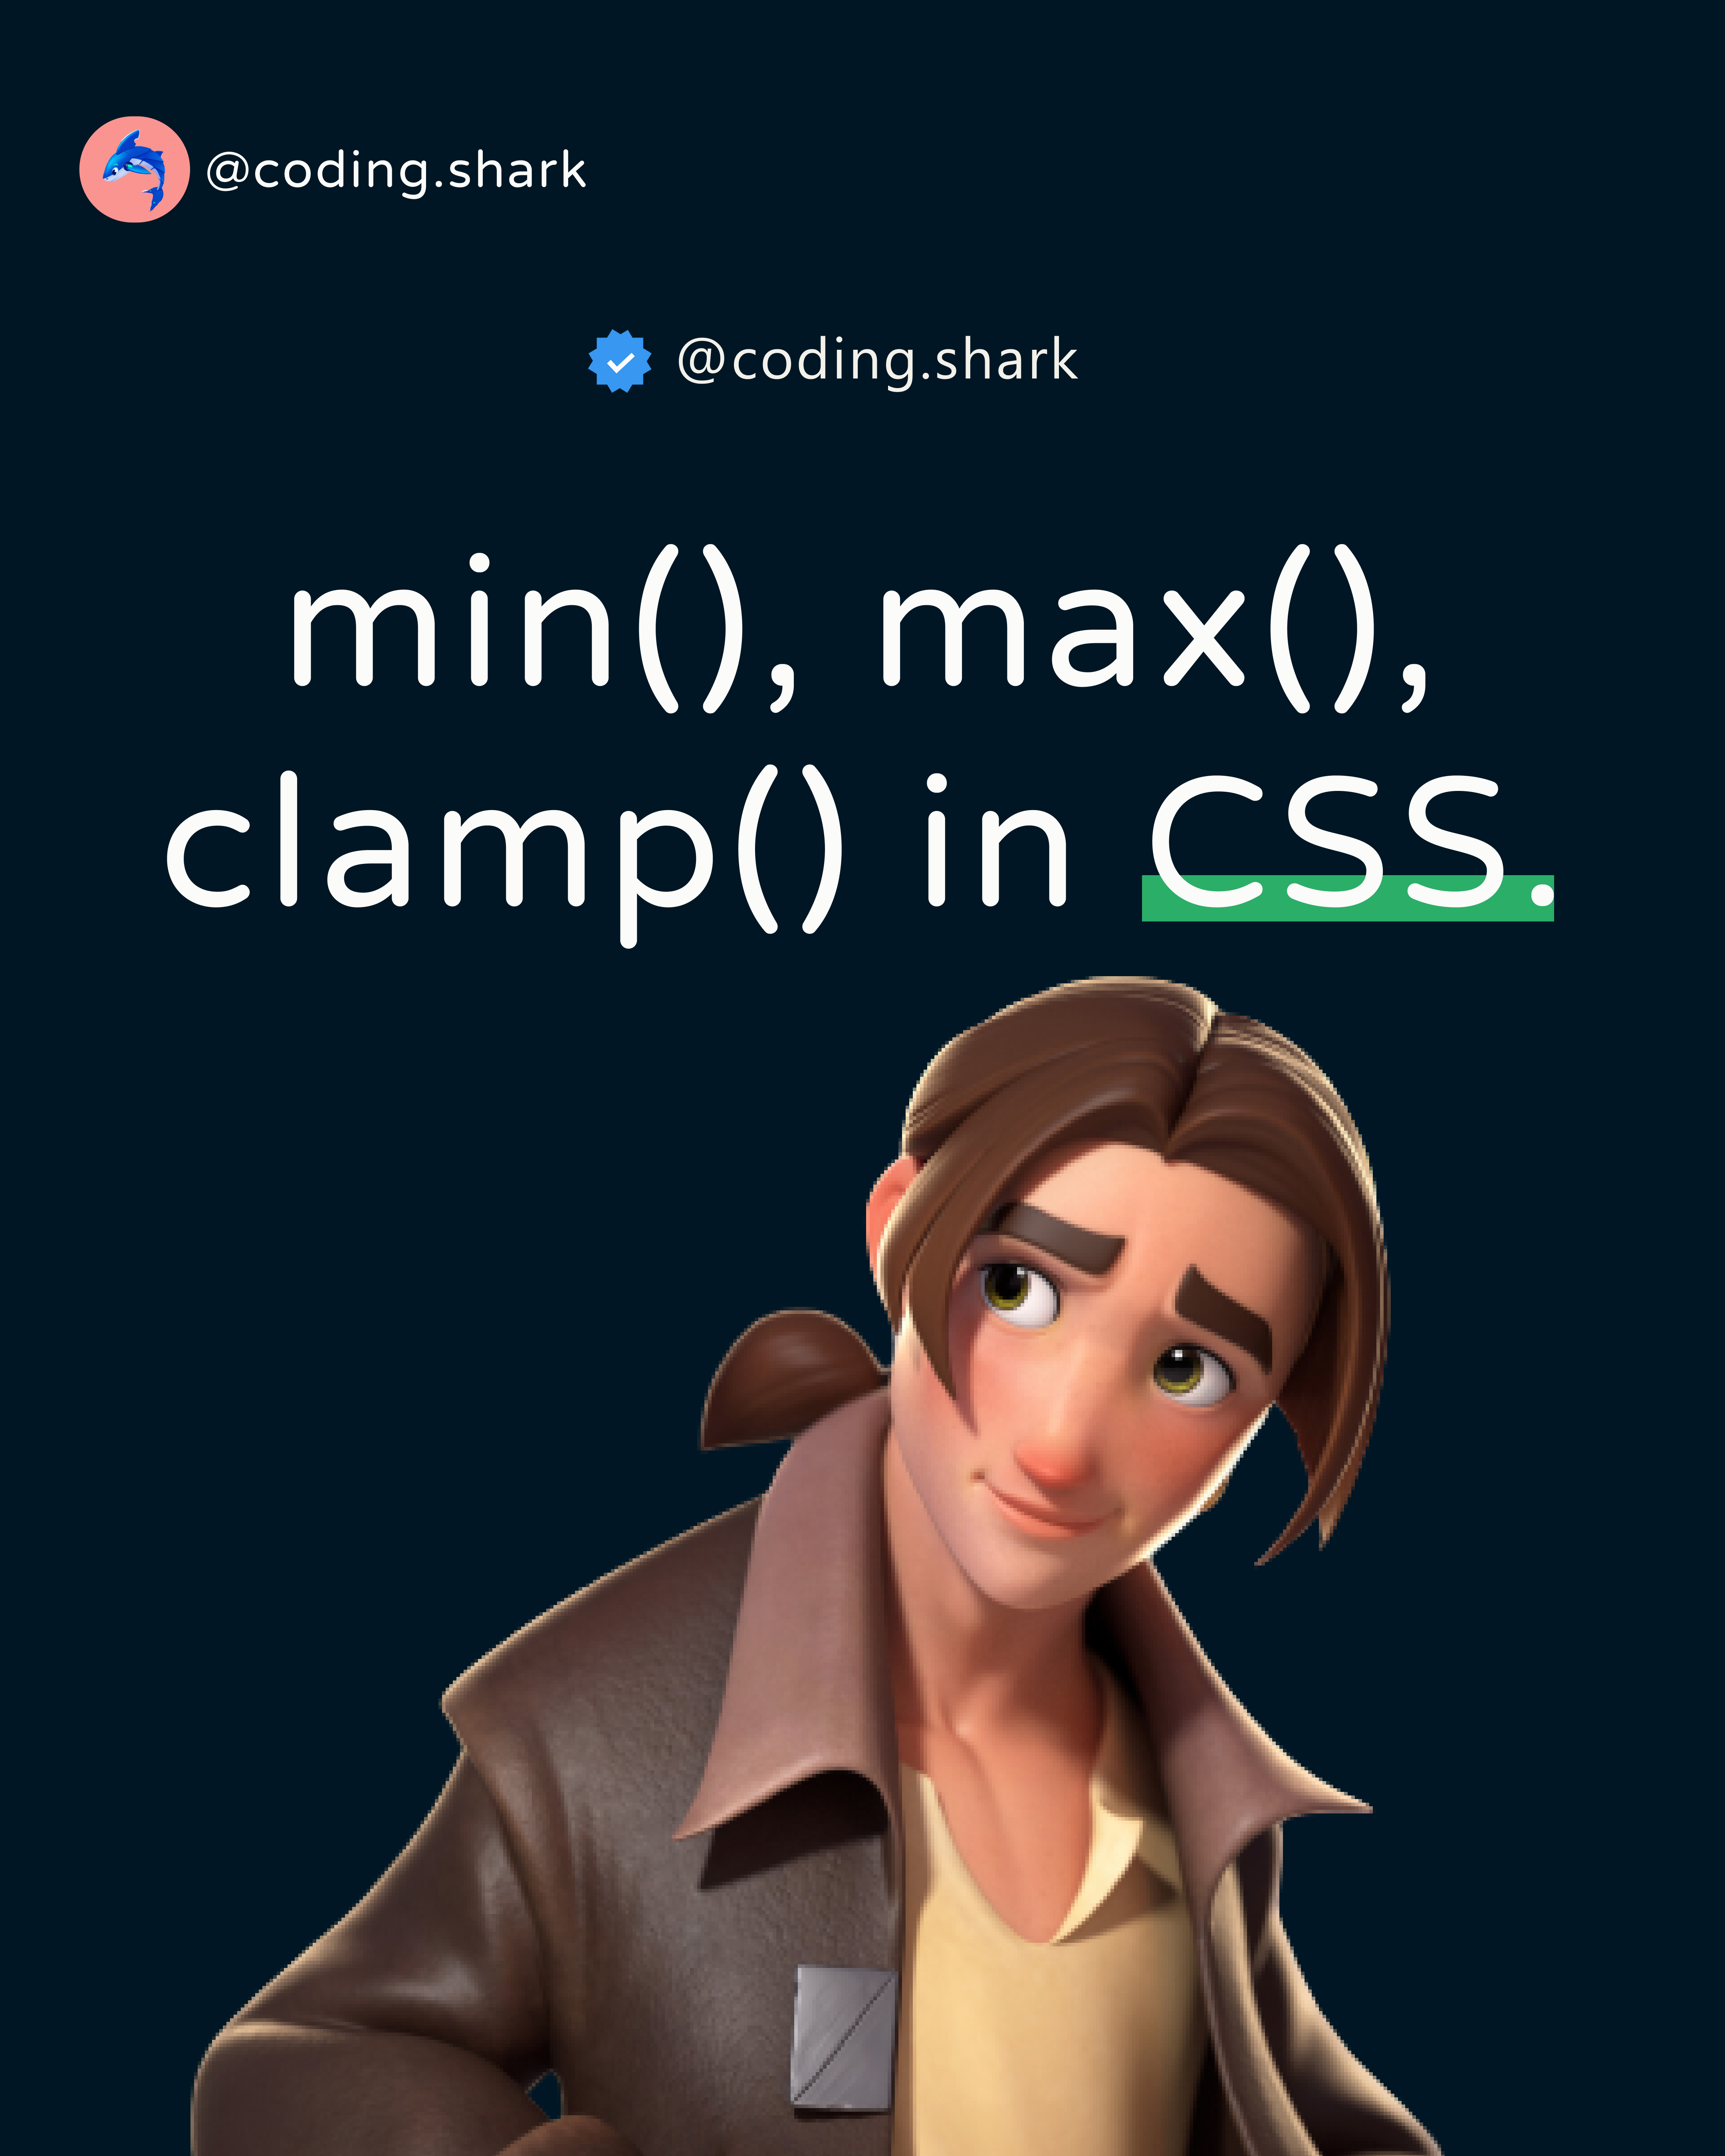 @coding.shark
@coding.shark
min(), max(),
clamp() in CSS.